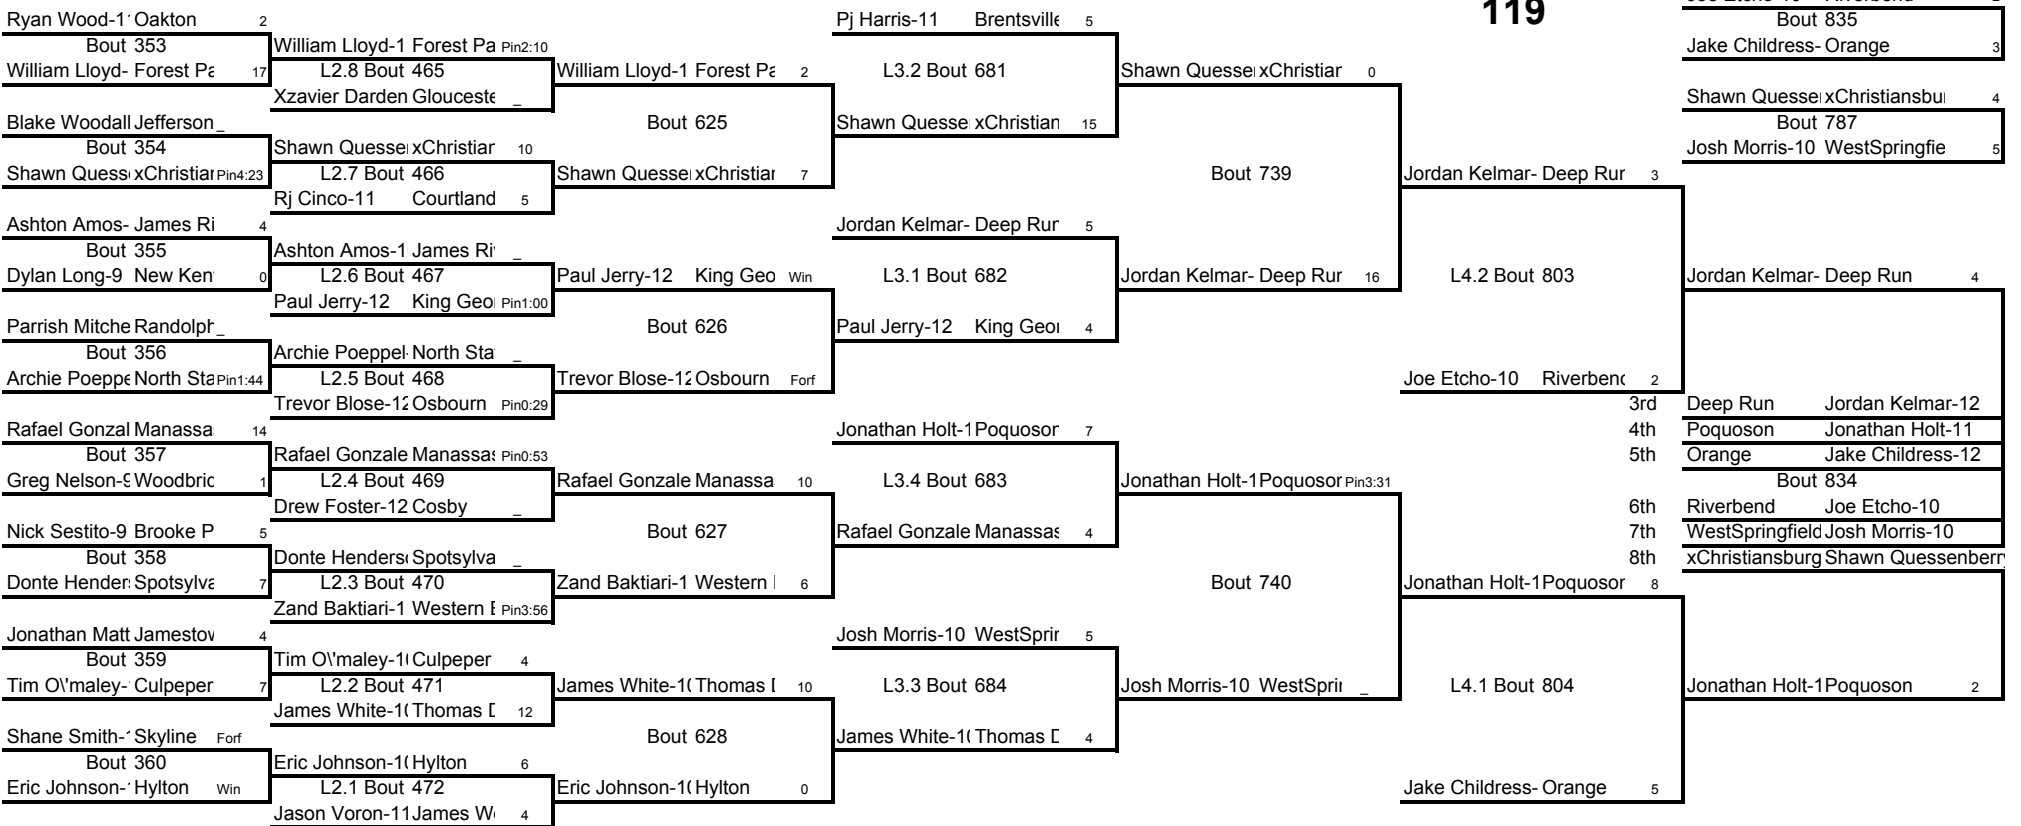 119
Ryan Wood-1 Oakton 2
Bout 353
William Lloyd- Forest Pa 17
Blake Woodall Jefferson _
Bout 354
Shawn Quess xChristiar Pin4:23
Ashton Amos- James Ri 4
Bout 355
Dylan Long-9 New Ken 0
Parrish Mitche Randolph _
Bout 356
Archie Poeppe North Sta Pin1:44
Rafael Gonzal Manassa 14
Bout 357
Greg Nelson-9 Woodbric 1
Nick Sestito-9 Brooke P 5
Bout 358
Donte Hender Spotsylva 7
Jonathan Matt Jamestov 4
Bout 359
Tim O\'maley- Culpeper 7
Shane Smith-1 Skyline Forf
Bout 360
Eric Johnson-1 Hylton Win
William Lloyd-1 Forest Pa Pin2:10
L2.8 Bout 465
Xzavier Darden Glouceste _
Shawn Quesse xChristiar 10
L2.7 Bout 466
Rj Cinco-11 Courtland 5
Ashton Amos-1 James Ri _
L2.6 Bout 467
Paul Jerry-12 King Geo Pin1:00
Archie Poeppel North Sta _
L2.5 Bout 468
Trevor Blose-12 Osbourn Pin0:29
Rafael Gonzale Manassas Pin0:53
L2.4 Bout 469
Drew Foster-12 Cosby _
Donte Henders Spotsylva _
L2.3 Bout 470
Zand Baktiari-1 Western B Pin3:56
Tim O\'maley-1 Culpeper 4
L2.2 Bout 471
James White-1 Thomas D 12
Eric Johnson-1 Hylton 6
L2.1 Bout 472
Jason Voron-11 James W 4
William Lloyd-1 Forest Pa 2
Bout 625
Shawn Quesse xChristiar 7
Paul Jerry-12 King Geo Win
Bout 626
Trevor Blose-12 Osbourn Forf
Rafael Gonzale Manassa 10
Bout 627
Zand Baktiari-1 Western 6
James White-1 Thomas D 10
Bout 628
Eric Johnson-1 Hylton 0
Pj Harris-11 Brentsville 5
L3.2 Bout 681
Shawn Quesse xChristian 15
Jordan Kelmar- Deep Rur 5
L3.1 Bout 682
Paul Jerry-12 King Geor 4
Jonathan Holt-1 Poquosor 7
L3.4 Bout 683
Rafael Gonzale Manassas 4
Josh Morris-10 WestSprir 5
L3.3 Bout 684
James White-1 Thomas D 4
Shawn Quesse xChristiar 0
Bout 739
Jordan Kelmar- Deep Rur 16
Jonathan Holt-1 Poquosor Pin3:31
Bout 740
Josh Morris-10 WestSprir _
Jordan Kelmar- Deep Rur 3
L4.2 Bout 803
Joe Etcho-10 Riverbend 2
Jonathan Holt-1 Poquosor 8
L4.1 Bout 804
Jake Childress- Orange 5
Bout 835
Jake Childress- Orange 3
Shawn Quesse xChristiansbu 4
Bout 787
Josh Morris-10 WestSpringfie 5
Jordan Kelmar- Deep Run 4
3rd Deep Run Jordan Kelmar-12
4th Poquoson Jonathan Holt-11
5th Orange Jake Childress-12
Bout 834
6th Riverbend Joe Etcho-10
7th WestSpringfield Josh Morris-10
8th xChristiansburg Shawn Quessenberry
Jonathan Holt-1 Poquoson 2